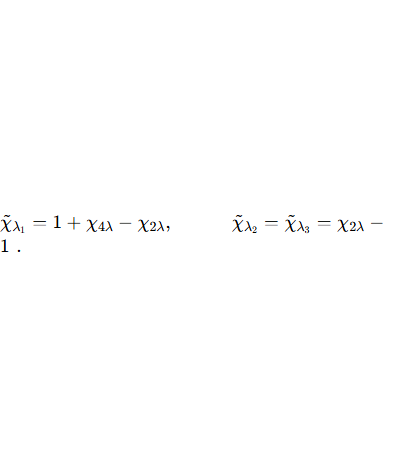 χ̃λ₁ = 1 + χ4λ − χ2λ, χ̃λ₂ = χ̃λ₃ = χ2λ −
1 .